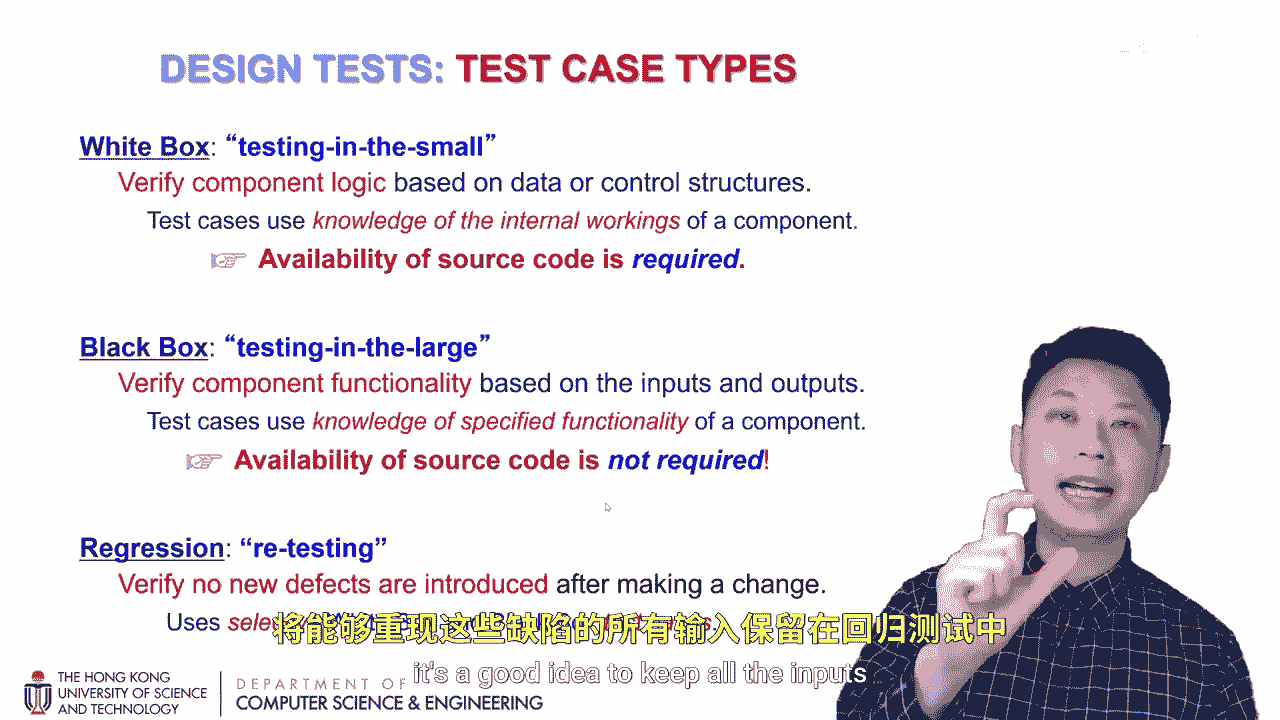 DESIGN TESTS: TEST CASE TYPES
White Box: “testing-in-the-small”
Verify component logic based on data or control structures.
Test cases use knowledge of the internal workings of a component.
☞ Availability of source code is required.
Black Box: “testing-in-the-large”
Verify component functionality based on the inputs and outputs.
Test cases use knowledge of specified functionality of a component.
☞ Availability of source code is not required!
Regression: “re-testing”
Verify no new defects are introduced after making a change.
Uses
将能够重现这些缺陷的所有输入保留在回归测试中
it's a good idea to keep all the inputs
THE HONG KONG
UNIVERSITY OF SCIENCE
AND TECHNOLOGY
DEPARTMENT OF
COMPUTER SCIENCE & ENGINEERING